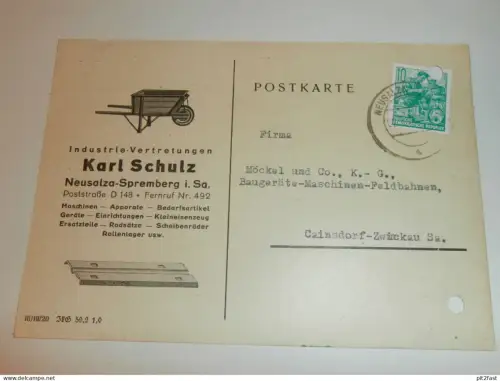 POSTKARTE
Industrie-Vertretungen
Karl Schulz
Neusalza-Spremberg i. Sa.
Poststraße D 148 • Fernruf Nr. 492
Maschinen — Apparate — Bedarfsartikel
Geräte — Einrichtungen — Kleineisenzeug
Ersatzteile — Radsätze — Scheibenräder
Rollenlager usw.
Firma
Möckel und Co., K.- G.,
Baugeräte-Maschinen-Feldbahnen,
Cainsdorf-Zwickau Sa.
10